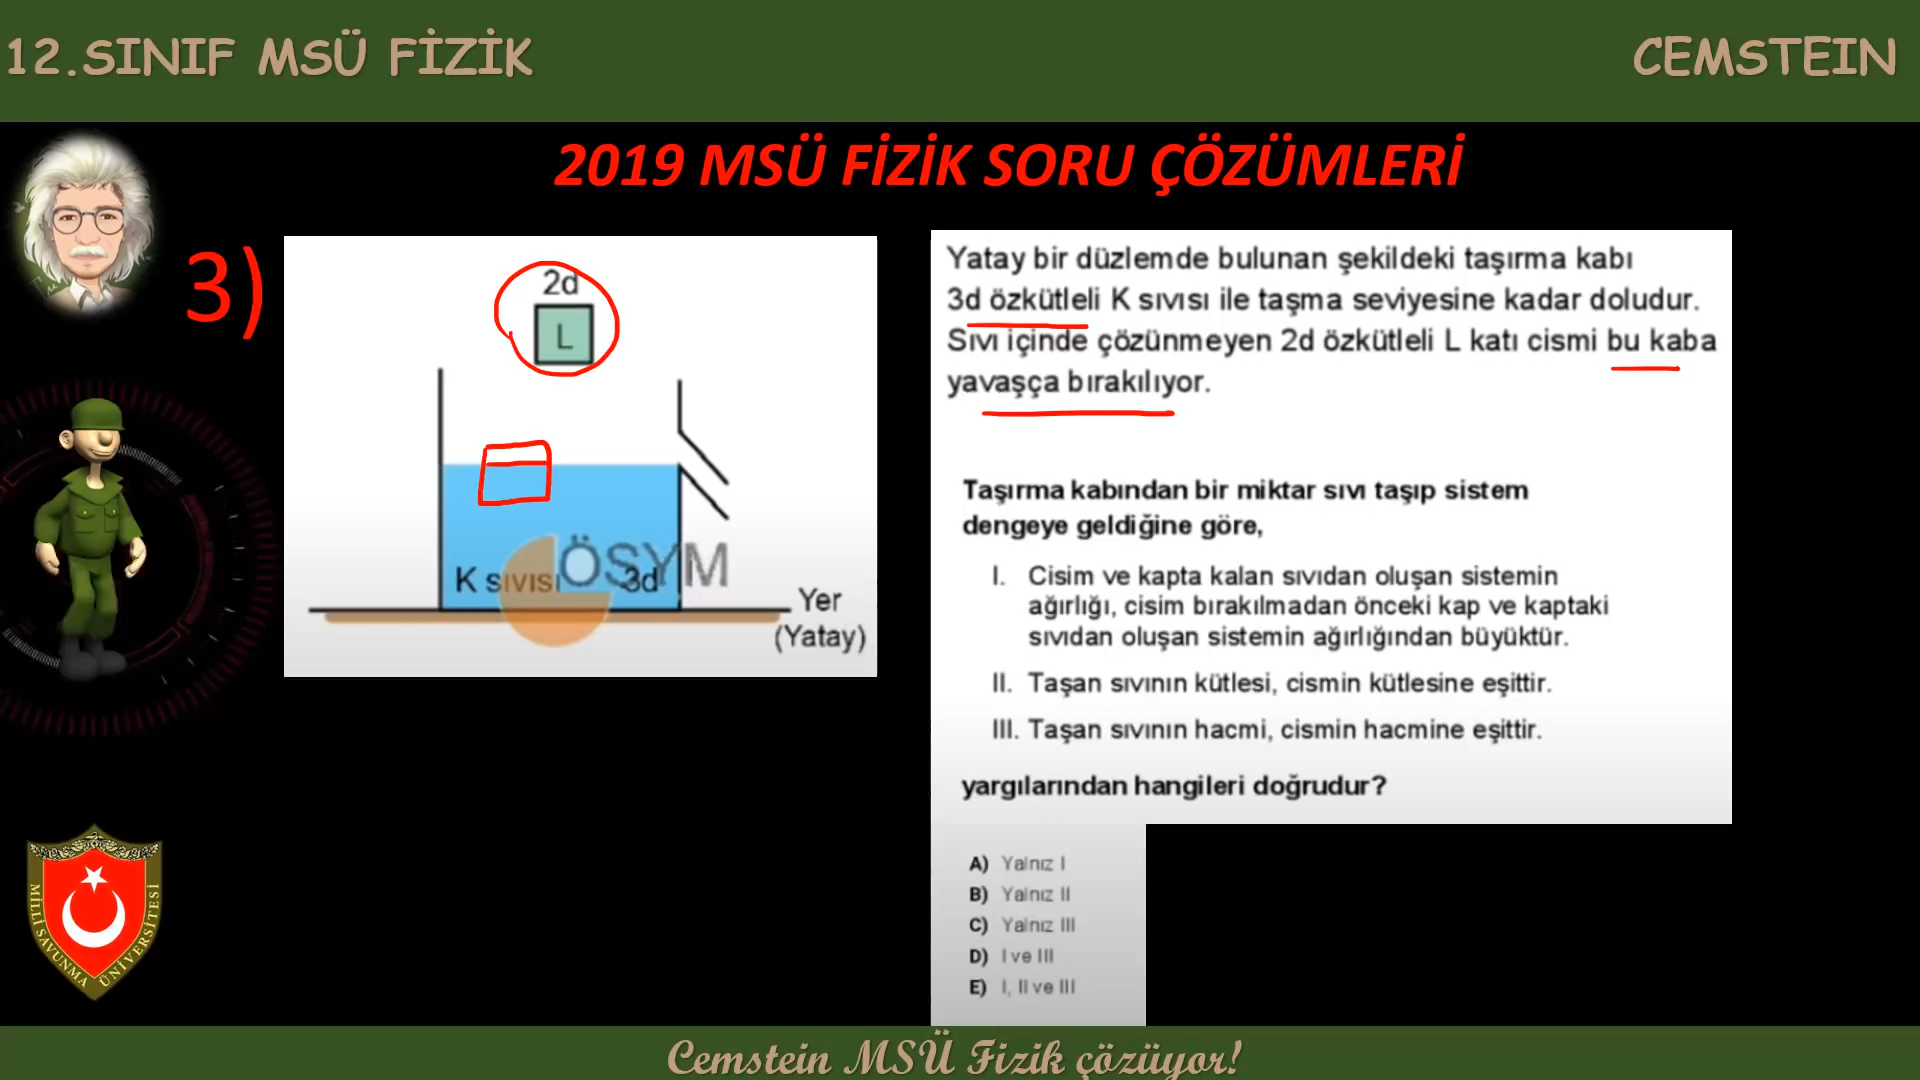 12.SINIF MSÜ FİZİK
CEMSTEIN
2019 MSÜ FİZİK SORU ÇÖZÜMLERİ
3)
2d
L
K sıvısı
3d
ÖSYM
Yer
(Yatay)
Yatay bir düzlemde bulunan şekildeki taşırma kabı
3d özkütleli K sıvısı ile taşma seviyesine kadar doludur.
Sıvı içinde çözünmeyen 2d özkütleli L katı cismi bu kaba
yavaşça bırakılıyor.
Taşırma kabından bir miktar sıvı taşıp sistem
dengeye geldiğine göre,
I. Cisim ve kapta kalan sıvıdan oluşan sistemin
ağırlığı, cisim bırakılmadan önceki kap ve kaptaki
sıvıdan oluşan sistemin ağırlığından büyüktür.
II. Taşan sıvının kütlesi, cismin kütlesine eşittir.
III. Taşan sıvının hacmi, cismin hacmine eşittir.
yargılarından hangileri doğrudur?
A) Yalnız I
B) Yalnız II
C) Yalnız III
D) I ve III
E) I, II ve III
MİLLİ SAVUNMA ÜNİVERSİTESİ
Cemstein MSÜ Fizik çözüyor!